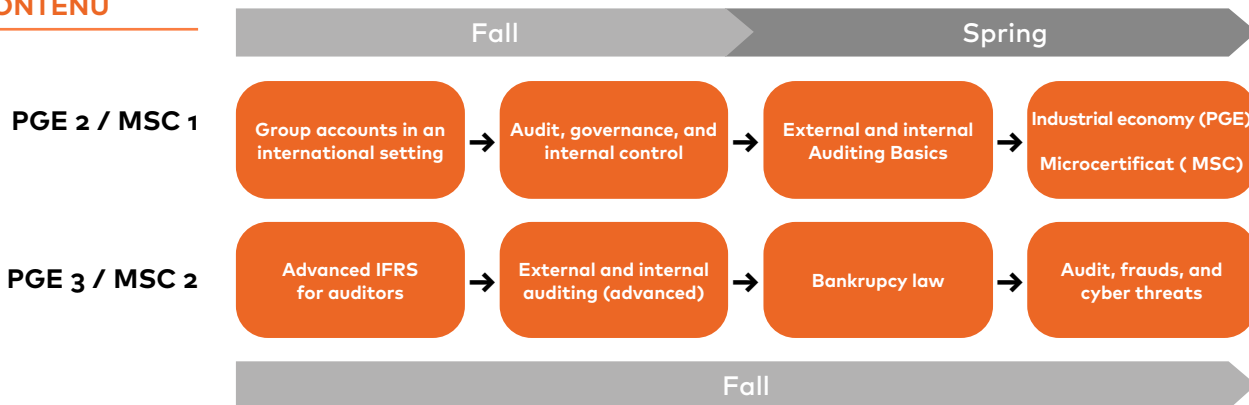 ONTENU
Fall
Spring
PGE 2 / MSC 1
Group accounts in an
international setting
Audit, governance, and
internal control
External and internal
Auditing Basics
Industrial economy (PGE)
Microcertificat ( MSC)
PGE 3 / MSC 2
Advanced IFRS
for auditors
External and internal
auditing (advanced)
Bankrupcy law
Audit, frauds, and
cyber threats
Fall